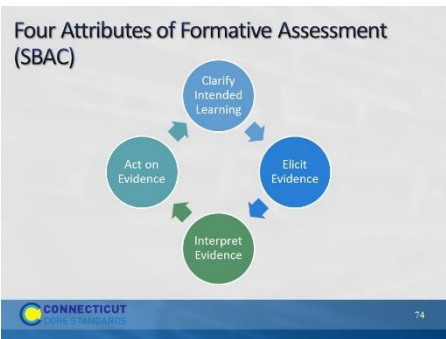 Four Attributes of Formative Assessment
(SBAC)
Clarify
Intended
Learning
Elicit
Evidence
Interpret
Evidence
Act on
Evidence
CONNECTICUT
CORE STANDARDS
74